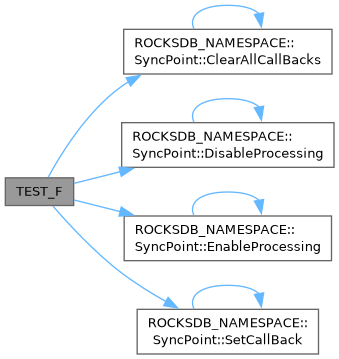 ROCKSDB_NAMESPACE::
SyncPoint::ClearAllCallBacks
ROCKSDB_NAMESPACE::
SyncPoint::DisableProcessing
TEST_F
ROCKSDB_NAMESPACE::
SyncPoint::EnableProcessing
ROCKSDB_NAMESPACE::
SyncPoint::SetCallBack